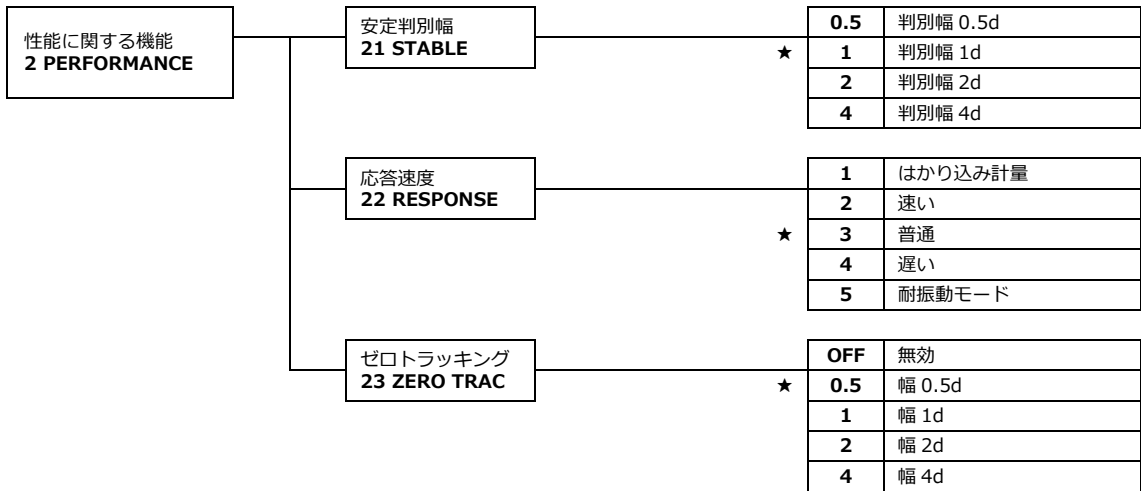 性能に関する機能
2 PERFORMANCE
安定判別幅
21 STABLE
0.5 判別幅 0.5d
★ 1 判別幅 1d
2 判別幅 2d
4 判別幅 4d
応答速度
22 RESPONSE
1 はかり込み計量
2 速い
★ 3 普通
4 遅い
5 耐振動モード
ゼロトラッキング
23 ZERO TRAC
OFF 無効
★ 0.5 幅 0.5d
1 幅 1d
2 幅 2d
4 幅 4d